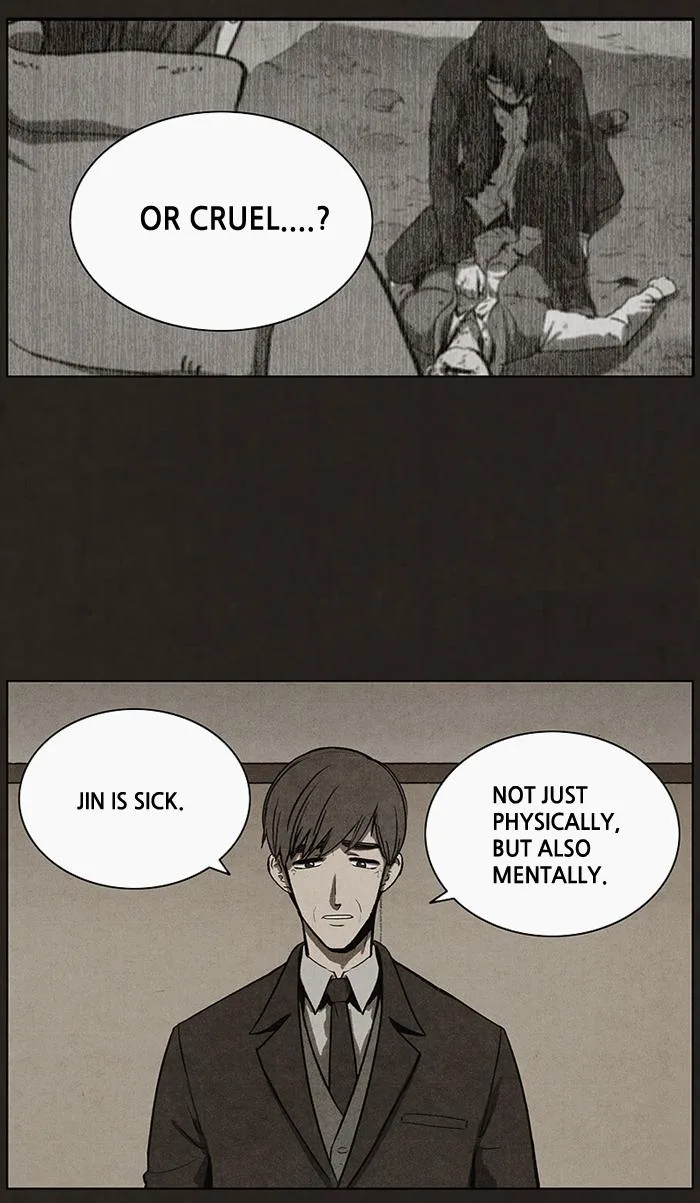 OR CRUEL....?
JIN IS SICK.
NOT JUST
PHYSICALLY,
BUT ALSO
MENTALLY.